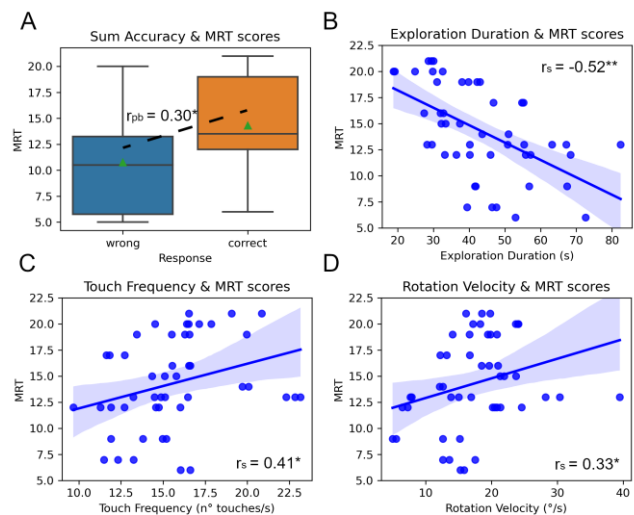 A
Sum Accuracy & MRT scores
20.0
17.5
15.0
12.5
10.0
7.5
5.0
MRT
rpb = 0.30*
wrong
correct
Response
B
Exploration Duration & MRT scores
22.5
20.0
17.5
15.0
12.5
10.0
7.5
5.0
MRT
rs = -0.52**
20
30
40
50
60
70
80
Exploration Duration (s)
C
Touch Frequency & MRT scores
22.5
20.0
17.5
15.0
12.5
10.0
7.5
5.0
MRT
rs = 0.41*
10.0
12.5
15.0
17.5
20.0
22.5
Touch Frequency (n° touches/s)
D
Rotation Velocity & MRT scores
22.5
20.0
17.5
15.0
12.5
10.0
7.5
5.0
MRT
rs = 0.33*
10
20
30
40
Rotation Velocity (°/s)